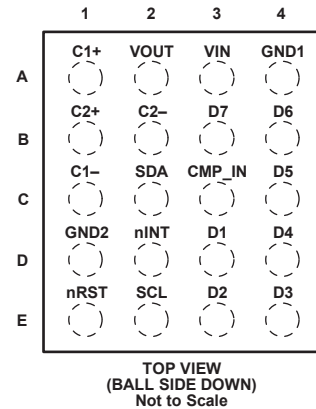 1 2 3 4
C1+ VOUT VIN GND1
A
C2+ C2– D7 D6
B
C1– SDA CMP_IN D5
C
GND2 nINT D1 D4
D
nRST SCL D2 D3
E
TOP VIEW
(BALL SIDE DOWN)
Not to Scale